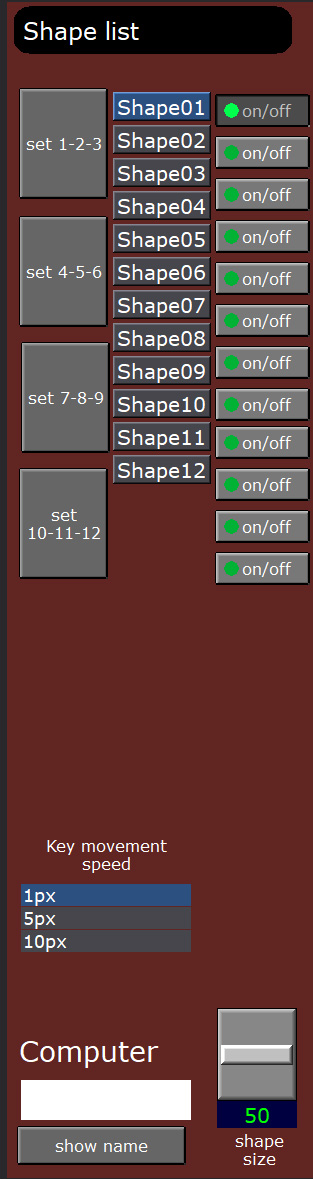 Shape list
set 1-2-3
set 4-5-6
set 7-8-9
set
10-11-12
Shape01
Shape02
Shape03
Shape04
Shape05
Shape06
Shape07
Shape08
Shape09
Shape10
Shape11
Shape12
on/off
on/off
on/off
on/off
on/off
on/off
on/off
on/off
on/off
on/off
on/off
on/off
Key movement
speed
1px
5px
10px
Computer
show name
50
shape
size